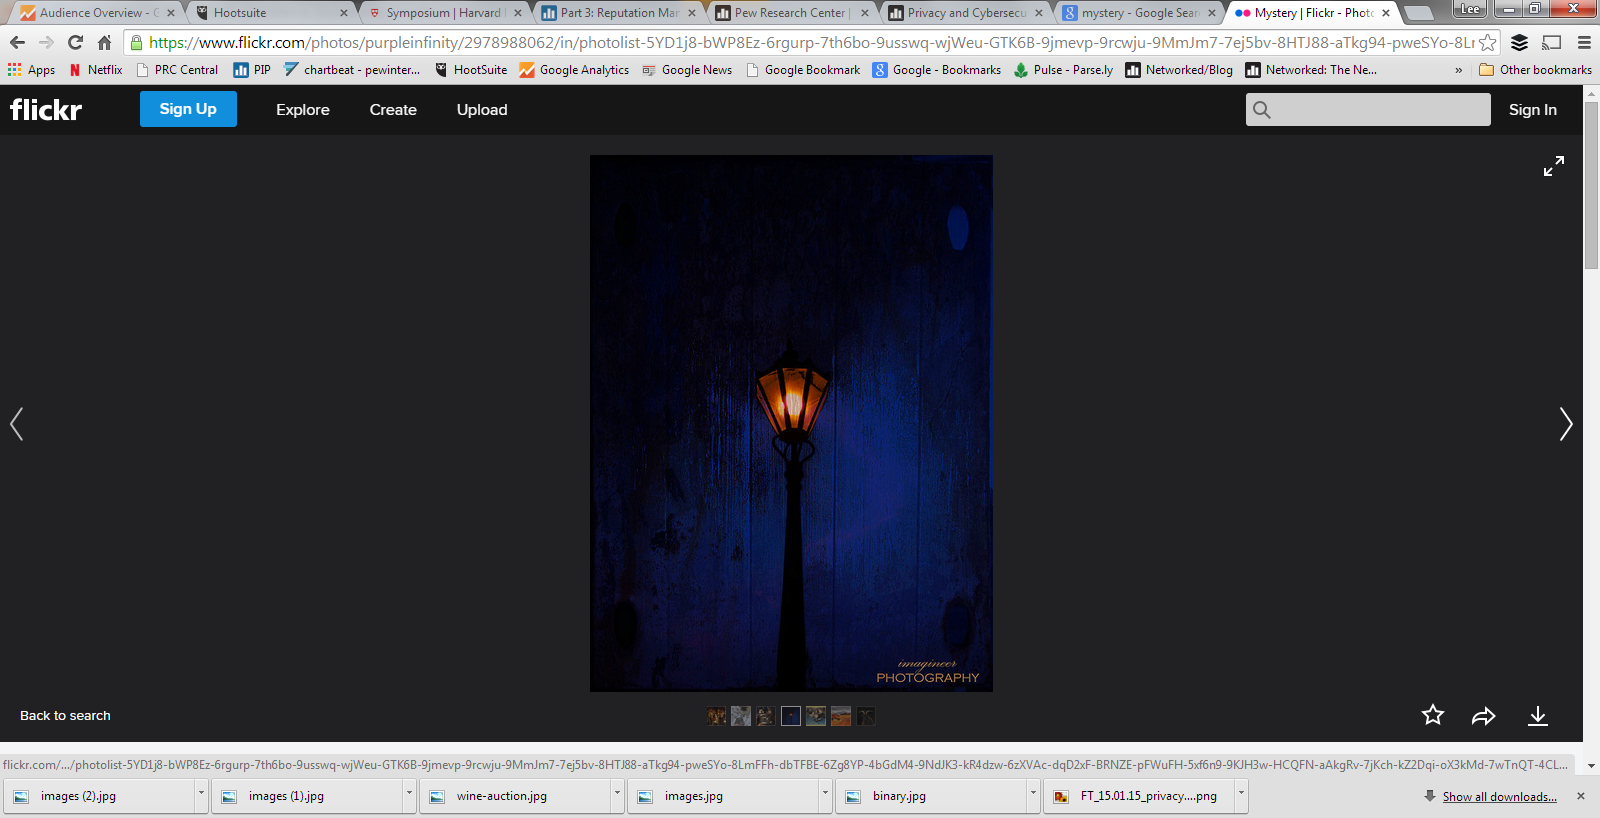 Audience Overview - G
Hootsuite
Symposium | Harvard
Part 3: Reputation Mar
Pew Research Center |
Privacy and Cybersecu
mystery - Google Sear
Mystery | Flickr - Phot
Lee
https://www.flickr.com/photos/purpleinfinity/2978988062/in/photolist-5YD1j8-bWP8Ez-6rgurp-7th6bo-9usswq-wjWeu-GTK6B-9jmevp-9rcwju-9MmJm7-7ej5bv-8HTJ88-aTkg94-pweSYo-8Lr
Apps Netflix PRC Central PIP chartbeat - pewinter... HootSuite Google Analytics Google News Google Bookmark Google - Bookmarks Pulse - Parse.ly Networked/Blog Networked: The Ne... » Other bookmarks
flickr Sign Up Explore Create Upload Sign In
imagineer
PHOTOGRAPHY
Back to search
flickr.com/.../photolist-5YD1j8-bWP8Ez-6rgurp-7th6bo-9usswq-wjWeu-GTK6B-9jmevp-9rcwju-9MmJm7-7ej5bv-8HTJ88-aTkg94-pweSYo-8LmFFh-dbTFBE-6Zg8YP-4bGdM4-9NdJK3-kR4dzw-6zXVAc-dqD2xF-BRNZE-pFWuFH-5xf6n9-9KJH3w-HCQFN-aAkgRv-7jKch-kZ2Dqi-oX3kMd-7wTnQT-4CL...
images (2).jpg images (1).jpg wine-auction.jpg images.jpg binary.jpg FT_15.01.15_privacy....png Show all downloads...